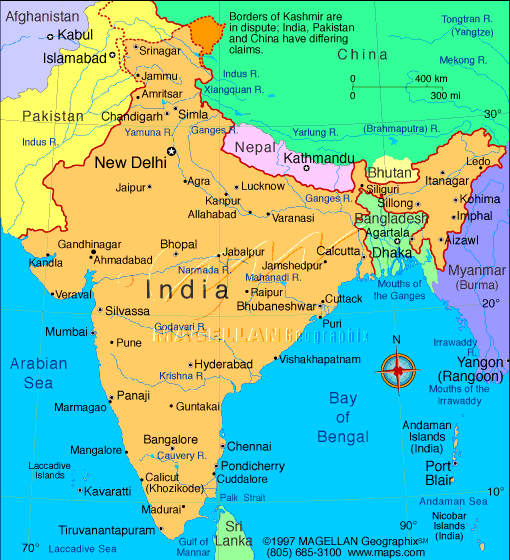 Afghanistan
Kabul
Islamabad
Srinagar
Borders of Kashmir are
in dispute; India, Pakistan
and China have differing
claims.
Tongtran R.
(Yangtze)
China
Mekong R.
0 400 km
0 300 mi
Indus R.
Xiangquan R.
Jammu
Amritsar
Chandigarh
Simla
Pakistan
Indus R.
Yamuna R.
Ganges R.
Yarlung R.
(Brahmaputra) R.
30°
New Delhi
Nepal
Kathmandu
Bhutan
Ledo
Itanagar
Jaipur
Agra
Lucknow
Kanpur
Ganges R.
Siliguri
Sillong
Kohima
Allahabad
Varanasi
Bangladesh
Imphal
Agartala
Aizawl
Gandhinagar
Bhopal
Jabalpur
Calcutta
Dhaka
Kandla
Ahmadabad
Narmada R.
Jamshedpur
Mahanadi R.
Myanmar
(Burma)
Mouths of
the Ganges
Veraval
India
Raipur
Cuttack
Bhubaneshwar
20°
Silvassa
Puri
Mumbai
Godavari R.
MAGELLAN Geographix
Pune
Irrawaddy
R.
N
Arabian
Sea
Hyderabad
Vishakhapatnam
Krishna R.
Yangon
(Rangoon)
Mouths of the
Irrawaddy
Panaji
Marmagao
Guntakal
Bay
of
Bengal
Andaman
Islands
(India)
Bangalore
Chennai
Mangalore
Cauvery R.
Port
Blair
Laccadive
Islands
Pondicherry
Cuddalore
Kavaratti
Calicut
(Khozikode)
Palk Strait
10°
Andaman Sea
Madurai
Nicobar
Islands
(India)
Tiruvanantapuram
Sri
Lanka
70°
Laccadive Sea
Gulf of
Mannar
90°
©1997 MAGELLAN Geographix℠
(805) 685-3100 www.maps.com